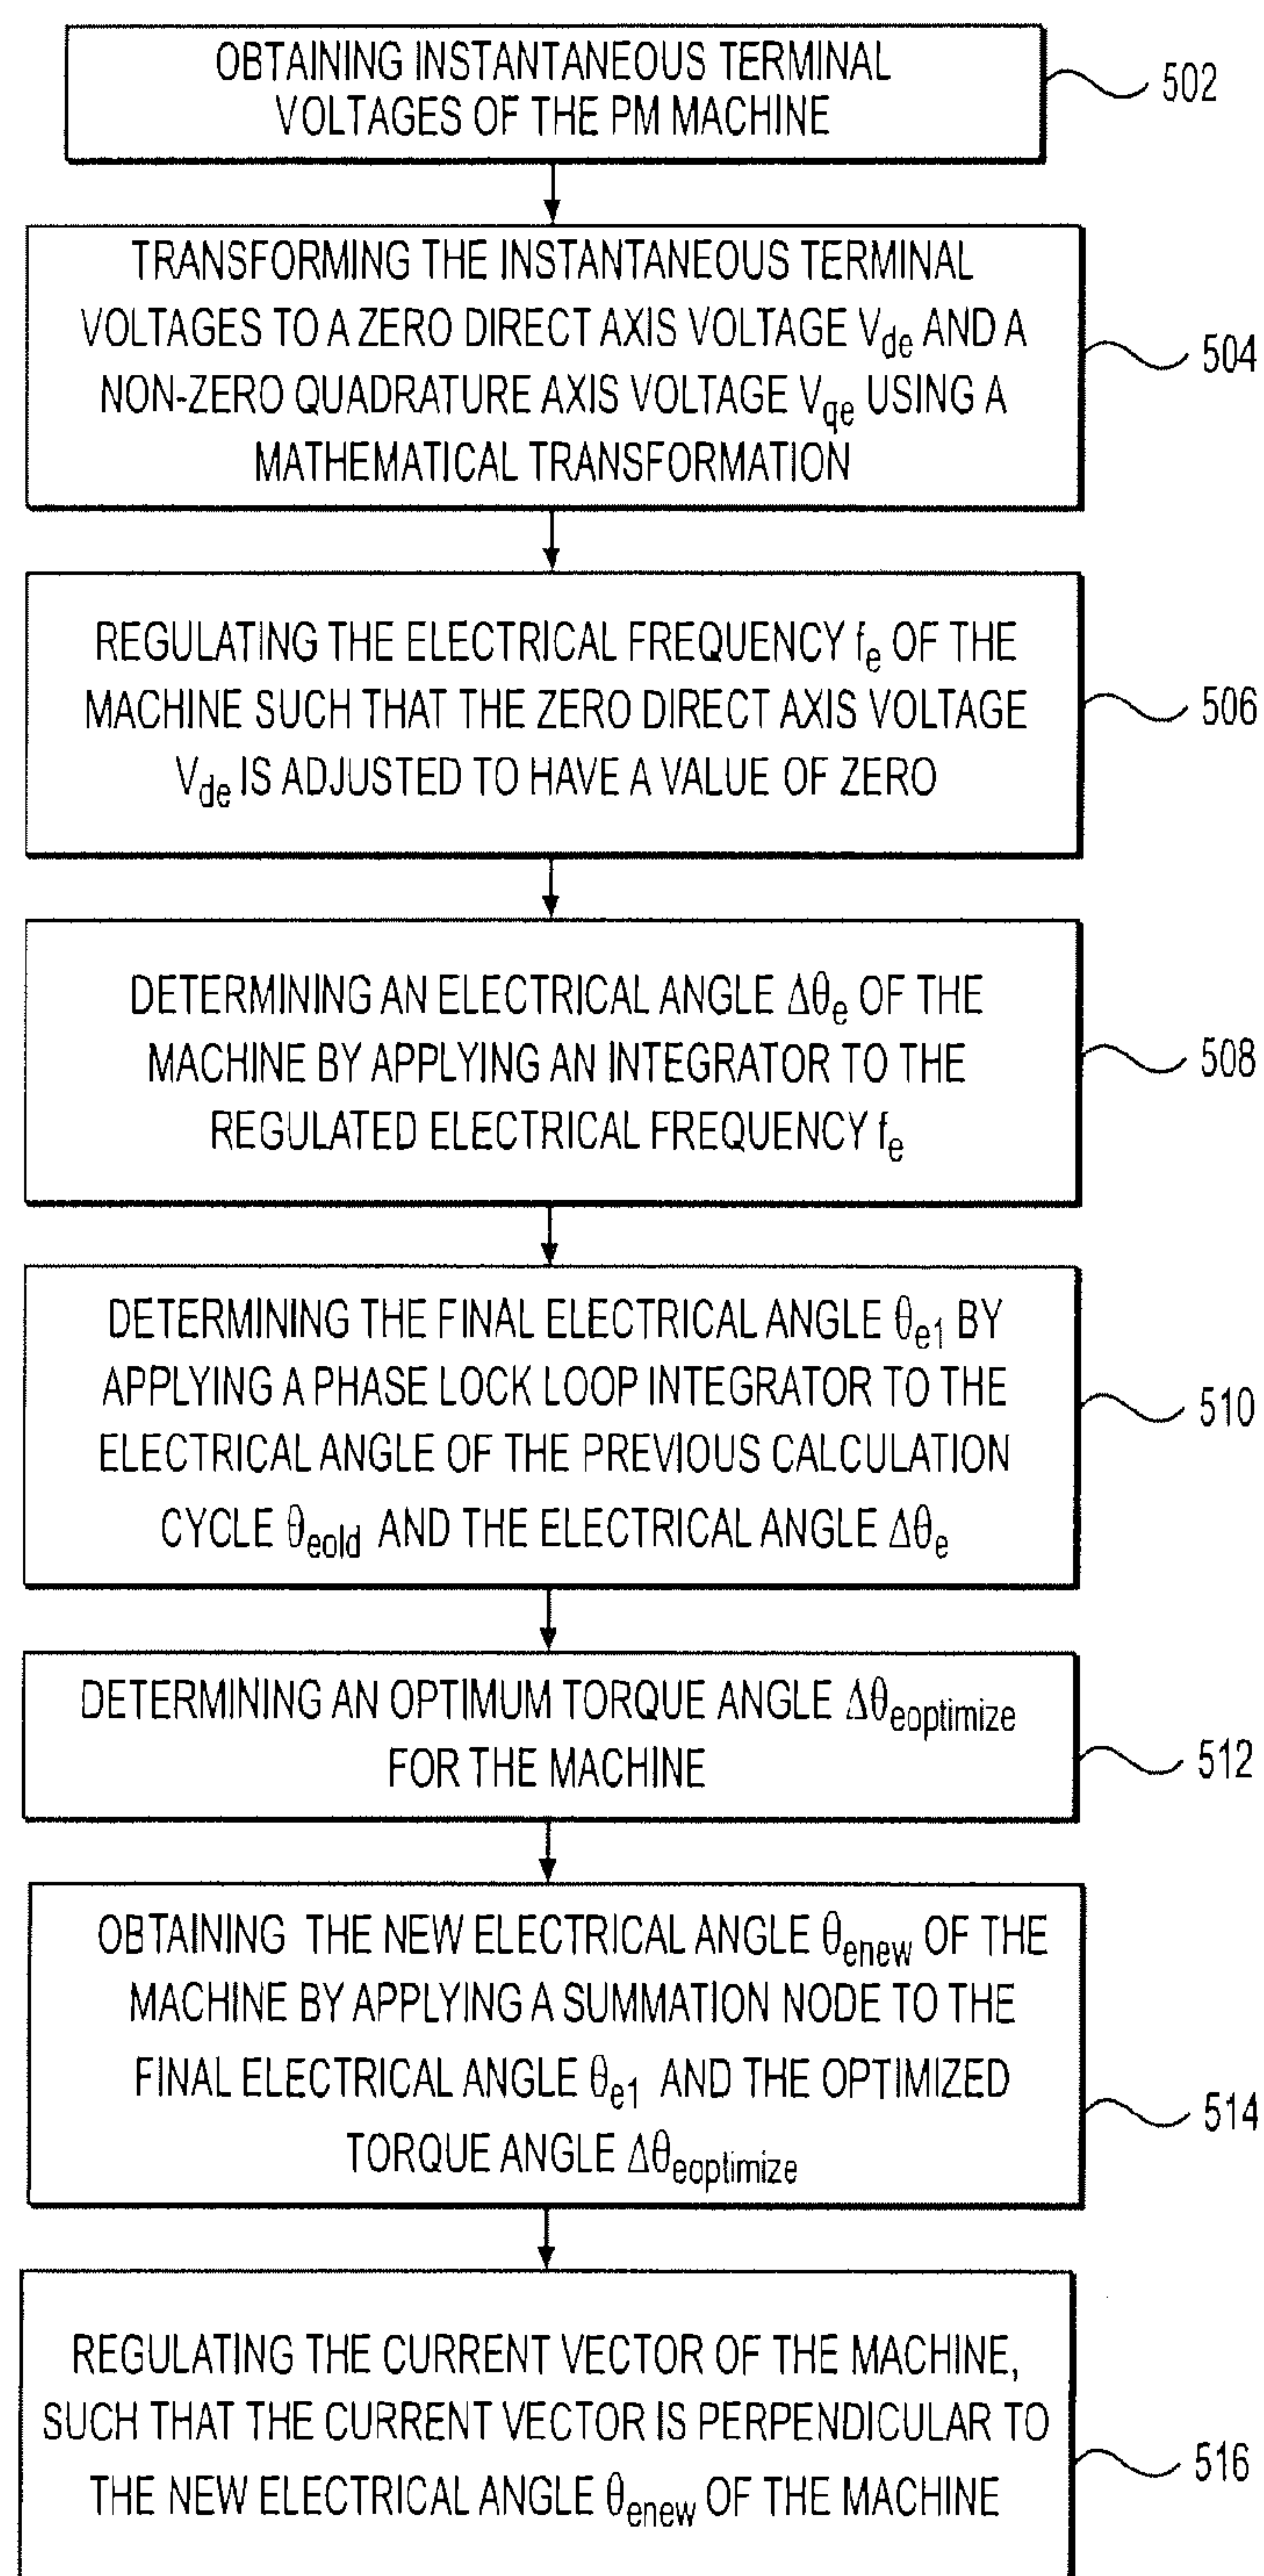 OBTAINING INSTANTANEOUS TERMINAL
VOLTAGES OF THE PM MACHINE
502
TRANSFORMING THE INSTANTANEOUS TERMINAL
VOLTAGES TO A ZERO DIRECT AXIS VOLTAGE Vde AND A
NON-ZERO QUADRATURE AXIS VOLTAGE Vqe USING A
MATHEMATICAL TRANSFORMATION
504
REGULATING THE ELECTRICAL FREQUENCY fe OF THE
MACHINE SUCH THAT THE ZERO DIRECT AXIS VOLTAGE
Vde IS ADJUSTED TO HAVE A VALUE OF ZERO
506
DETERMINING AN ELECTRICAL ANGLE Δθe OF THE
MACHINE BY APPLYING AN INTEGRATOR TO THE
REGULATED ELECTRICAL FREQUENCY fe
508
DETERMINING THE FINAL ELECTRICAL ANGLE θe1 BY
APPLYING A PHASE LOCK LOOP INTEGRATOR TO THE
ELECTRICAL ANGLE OF THE PREVIOUS CALCULATION
CYCLE θeold AND THE ELECTRICAL ANGLE Δθe
510
DETERMINING AN OPTIMUM TORQUE ANGLE Δθeoptimize
FOR THE MACHINE
512
OBTAINING THE NEW ELECTRICAL ANGLE θenew OF THE
MACHINE BY APPLYING A SUMMATION NODE TO THE
FINAL ELECTRICAL ANGLE θe1 AND THE OPTIMIZED
TORQUE ANGLE Δθeoptimize
514
REGULATING THE CURRENT VECTOR OF THE MACHINE,
SUCH THAT THE CURRENT VECTOR IS PERPENDICULAR TO
THE NEW ELECTRICAL ANGLE θenew OF THE MACHINE
516